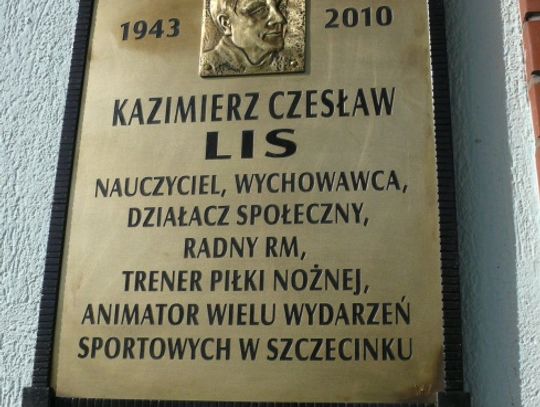 1943 2010
KAZIMIERZ CZESŁAW
LIS
NAUCZYCIEL, WYCHOWAWCA,
DZIAŁACZ SPOŁECZNY,
RADNY RM,
TRENER PIŁKI NOŻNEJ,
ANIMATOR WIELU WYDARZEŃ
SPORTOWYCH W SZCZECINKU